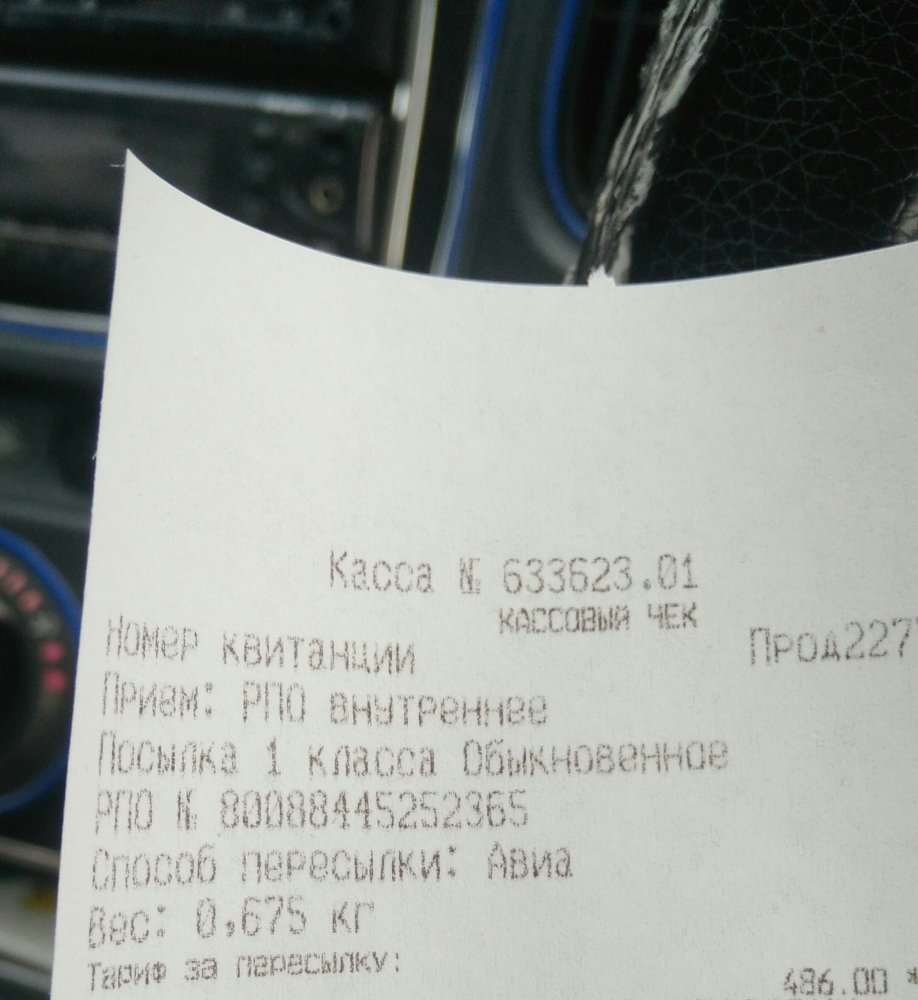 Касса № 633623.01
КАССОВЫЙ ЧЕК
Номер квитанции Прод227
Прием: РПО внутреннее
Посылка 1 класса Обыкновенное
РПО № 80088445252365
Способ пересылки: Авиа
Вес: 0,675 кг
Тариф за пересылку:
486.00 *